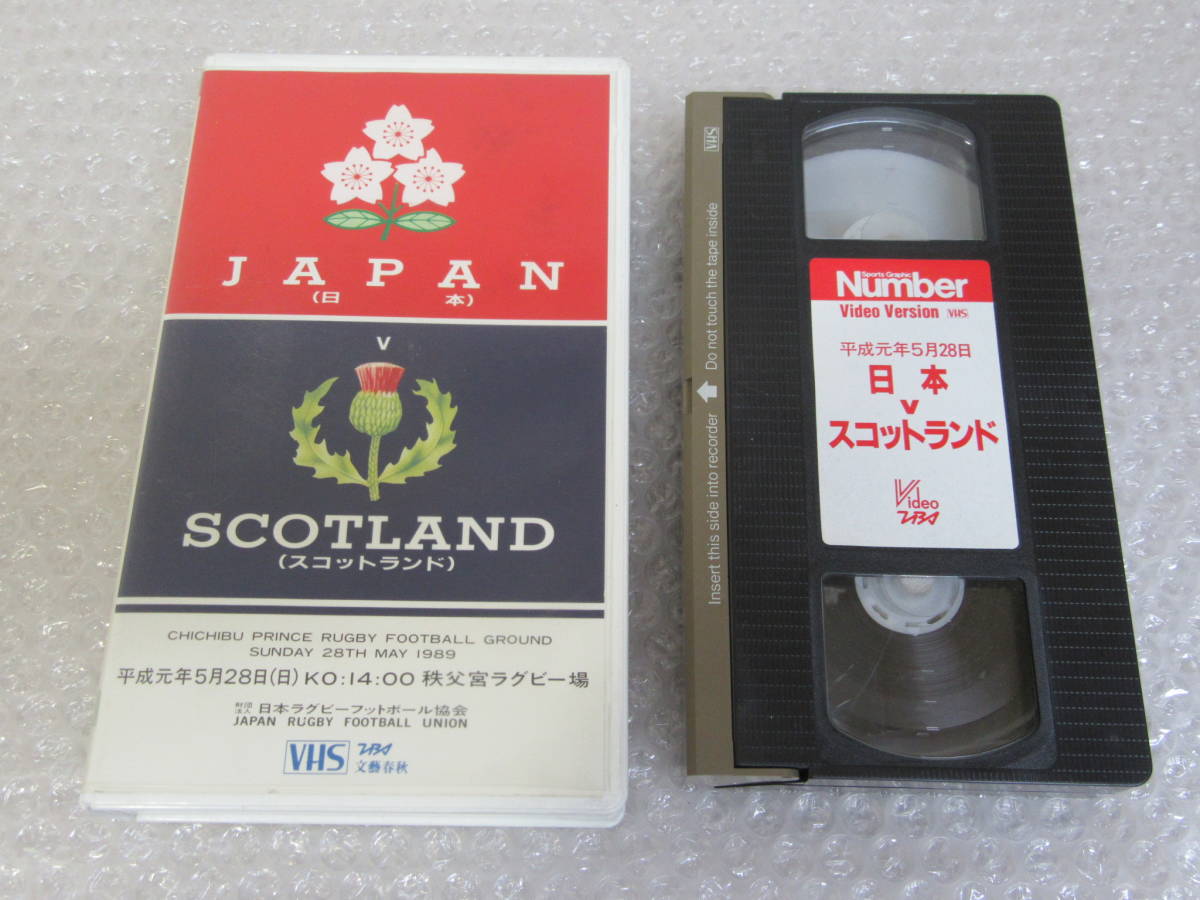 JAPAN
(日本)
v
SCOTLAND
(スコットランド)
CHICHIBU PRINCE RUGBY FOOTBALL GROUND
SUNDAY 28TH MAY 1989
平成元年5月28日(日) KO:14:00 秩父宮ラグビー場
財団法人 日本ラグビーフットボール協会
JAPAN RUGBY FOOTBALL UNION
VHS
TBS
文藝春秋
VHS
Insert this side into recorder Do not touch the tape inside
Sports Graphic
Number
Video Version VHS
平成元年5月28日
日本
v
スコットランド
Video
TBS